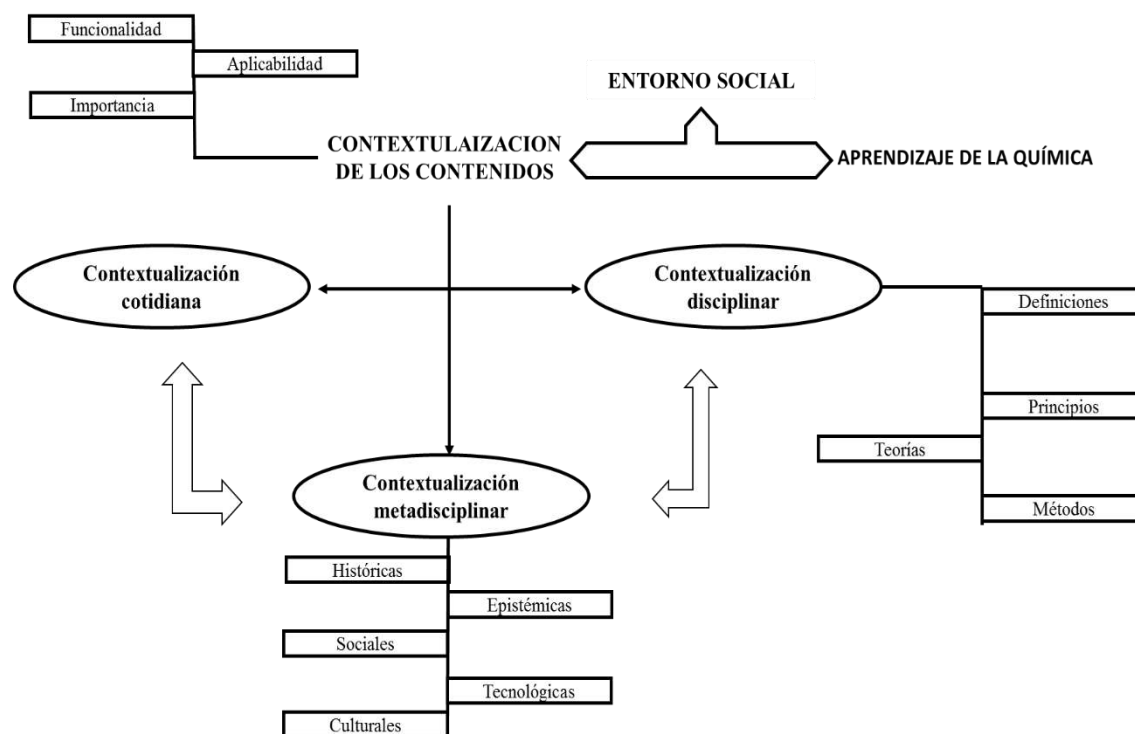 Funcionalidad
Aplicabilidad
Importancia
ENTORNO SOCIAL
CONTEXTULAIZACION
DE LOS CONTENIDOS
APRENDIZAJE DE LA QUÍMICA
Contextualización
cotidiana
Contextualización
disciplinar
Definiciones
Principios
Teorías
Métodos
Contextualización
metadisciplinar
Históricas
Epistémicas
Sociales
Tecnológicas
Culturales